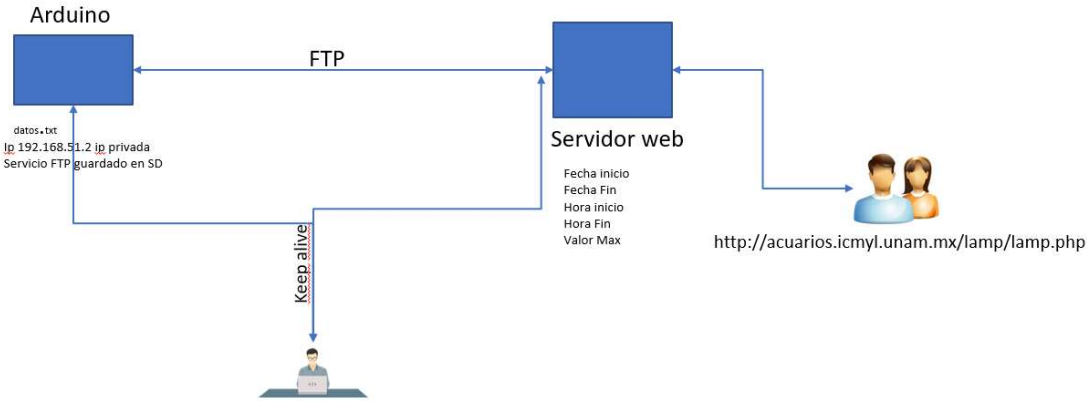 Arduino
FTP
datos.txt
Ip 192.168.51.2 ip privada
Servicio FTP guardado en SD
Servidor web
Fecha inicio
Fecha Fin
Hora inicio
Hora Fin
Valor Max
http://acuarios.icmyl.unam.mx/lamp/lamp.php
Keep alive